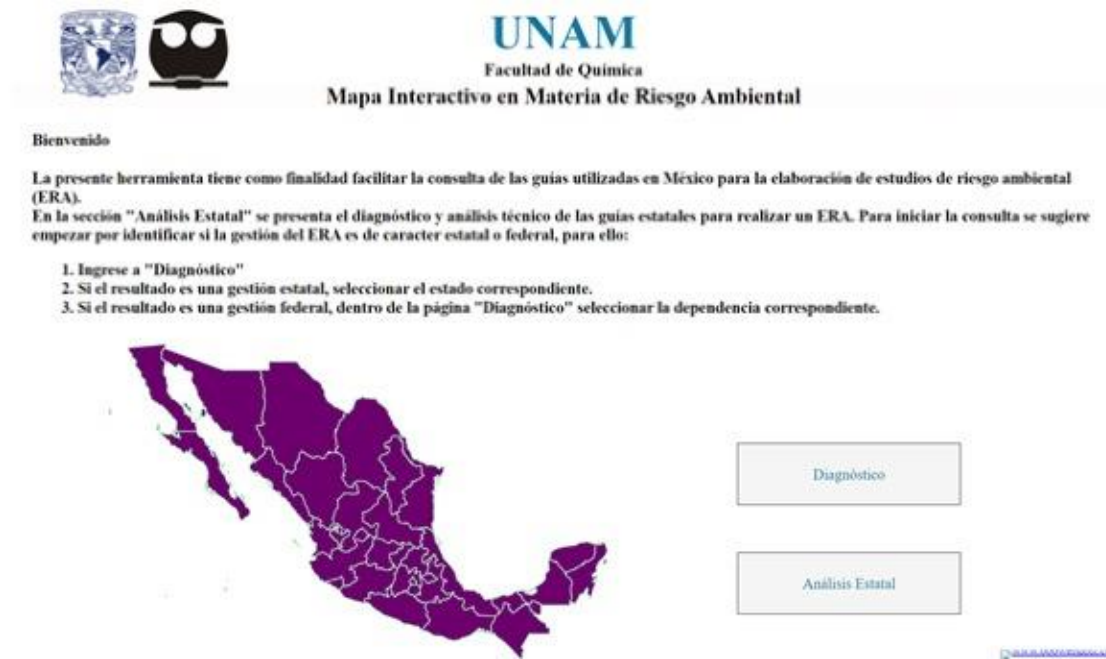 UNAM
Facultad de Química
Mapa Interactivo en Materia de Riesgo Ambiental
Bienvenido
La presente herramienta tiene como finalidad facilitar la consulta de las guías utilizadas en México para la elaboración de estudios de riesgo ambiental
(ERA).
En la sección "Análisis Estatal" se presenta el diagnóstico y análisis técnico de las guías estatales para realizar un ERA. Para iniciar la consulta se sugiere
empezar por identificar si la gestión del ERA es de caracter estatal o federal, para ello:
1. Ingrese a "Diagnóstico"
2. Si el resultado es una gestión estatal, seleccionar el estado correspondiente.
3. Si el resultado es una gestión federal, dentro de la página "Diagnóstico" seleccionar la dependencia correspondiente.
Diagnóstico
Análisis Estatal